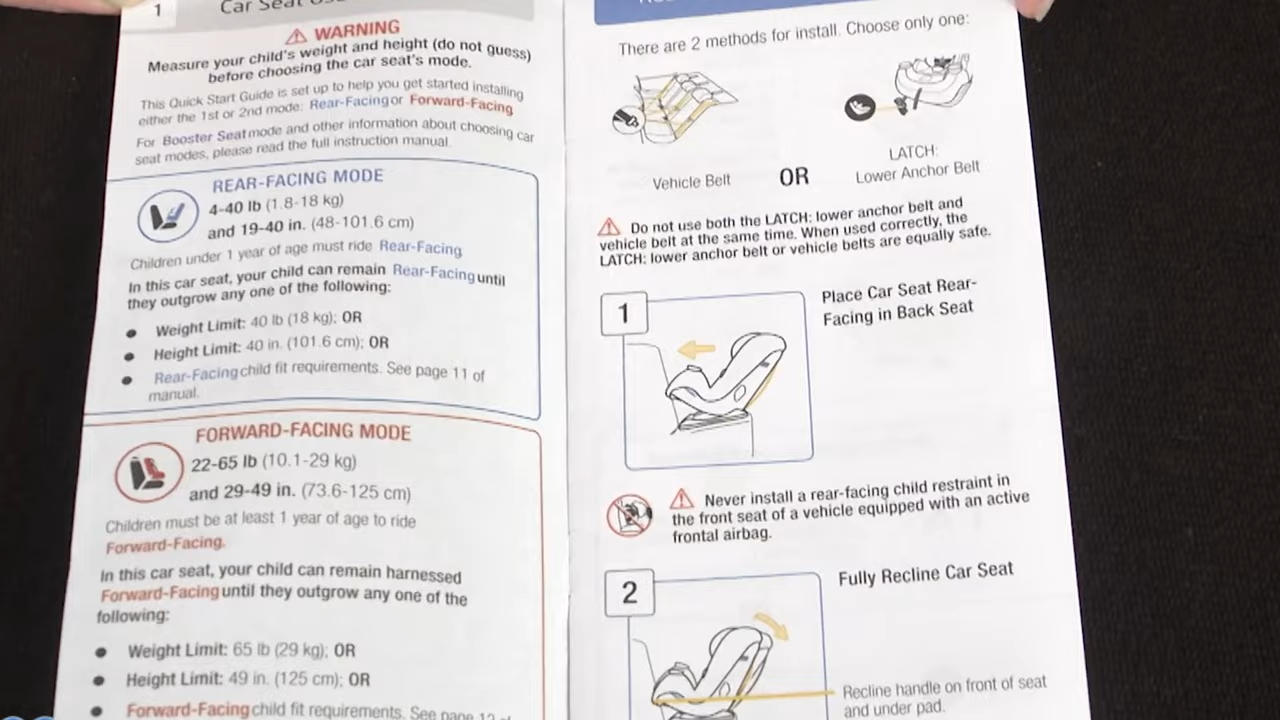 1
Car Seat
WARNING
Measure your child's weight and height (do not guess)
before choosing the car seat's mode.
This Quick Start Guide is set up to help you get started installing
either the 1st or 2nd mode: Rear-Facing or Forward-Facing
For Booster Seat mode and other information about choosing car
seat modes, please read the full instruction manual.
REAR-FACING MODE
4-40 lb (1.8-18 kg)
and 19-40 in. (48-101.6 cm)
Children under 1 year of age must ride Rear-Facing
In this car seat, your child can remain Rear-Facing until
they outgrow any one of the following:
● Weight Limit: 40 lb (18 kg); OR
● Height Limit: 40 in. (101.6 cm); OR
● Rear-Facing child fit requirements. See page 11 of
manual.
FORWARD-FACING MODE
22-65 lb (10.1-29 kg)
and 29-49 in. (73.6-125 cm)
Children must be at least 1 year of age to ride
Forward-Facing.
In this car seat, your child can remain harnessed
Forward-Facing until they outgrow any one of the
following:
● Weight Limit: 65 lb (29 kg); OR
● Height Limit: 49 in. (125 cm); OR
● Forward-Facing child fit requirements. See page 12 of
There are 2 methods for install. Choose only one:
Vehicle Belt
OR
LATCH:
Lower Anchor Belt
Do not use both the LATCH: lower anchor belt and
vehicle belt at the same time. When used correctly, the
LATCH: lower anchor belt or vehicle belts are equally safe.
1
Place Car Seat Rear-
Facing in Back Seat
Never install a rear-facing child restraint in
the front seat of a vehicle equipped with an active
frontal airbag.
2
Fully Recline Car Seat
Recline handle on front of seat
and under pad.